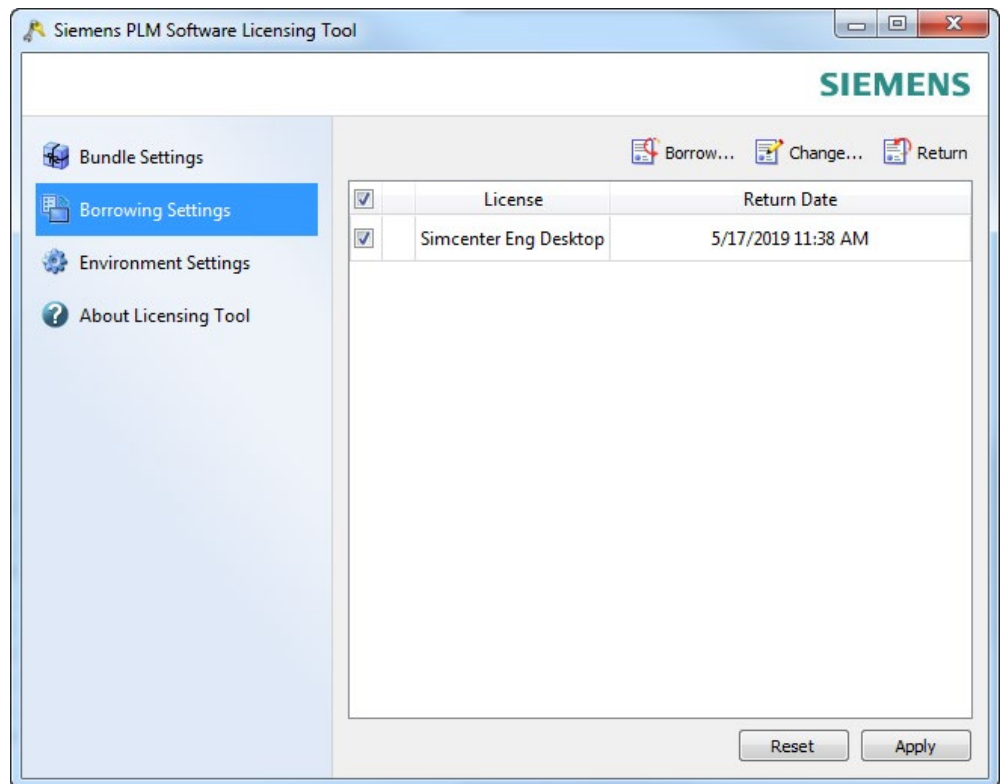 Siemens PLM Software Licensing Tool
SIEMENS
Bundle Settings
Borrowing Settings
Environment Settings
About Licensing Tool
Borrow... Change... Return
License Return Date
Simcenter Eng Desktop 5/17/2019 11:38 AM
Reset Apply